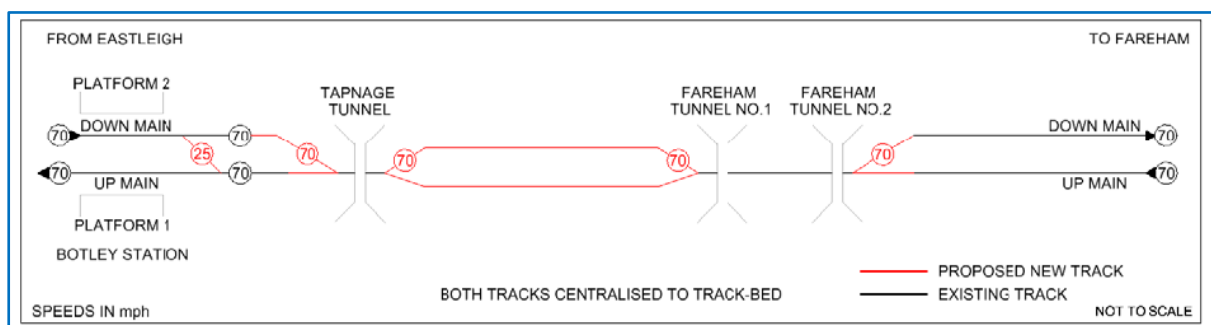 FROM EASTLEIGH
TO FAREHAM
PLATFORM 2
TAPNAGE
TUNNEL
FAREHAM
TUNNEL NO.1
FAREHAM
TUNNEL NO.2
70 DOWN MAIN 70 DOWN MAIN 70
25 70 70 70 70
70 70 70
UP MAIN UP MAIN
PLATFORM 1
BOTLEY STATION
PROPOSED NEW TRACK
BOTH TRACKS CENTRALISED TO TRACK-BED
EXISTING TRACK
SPEEDS IN mph
NOT TO SCALE